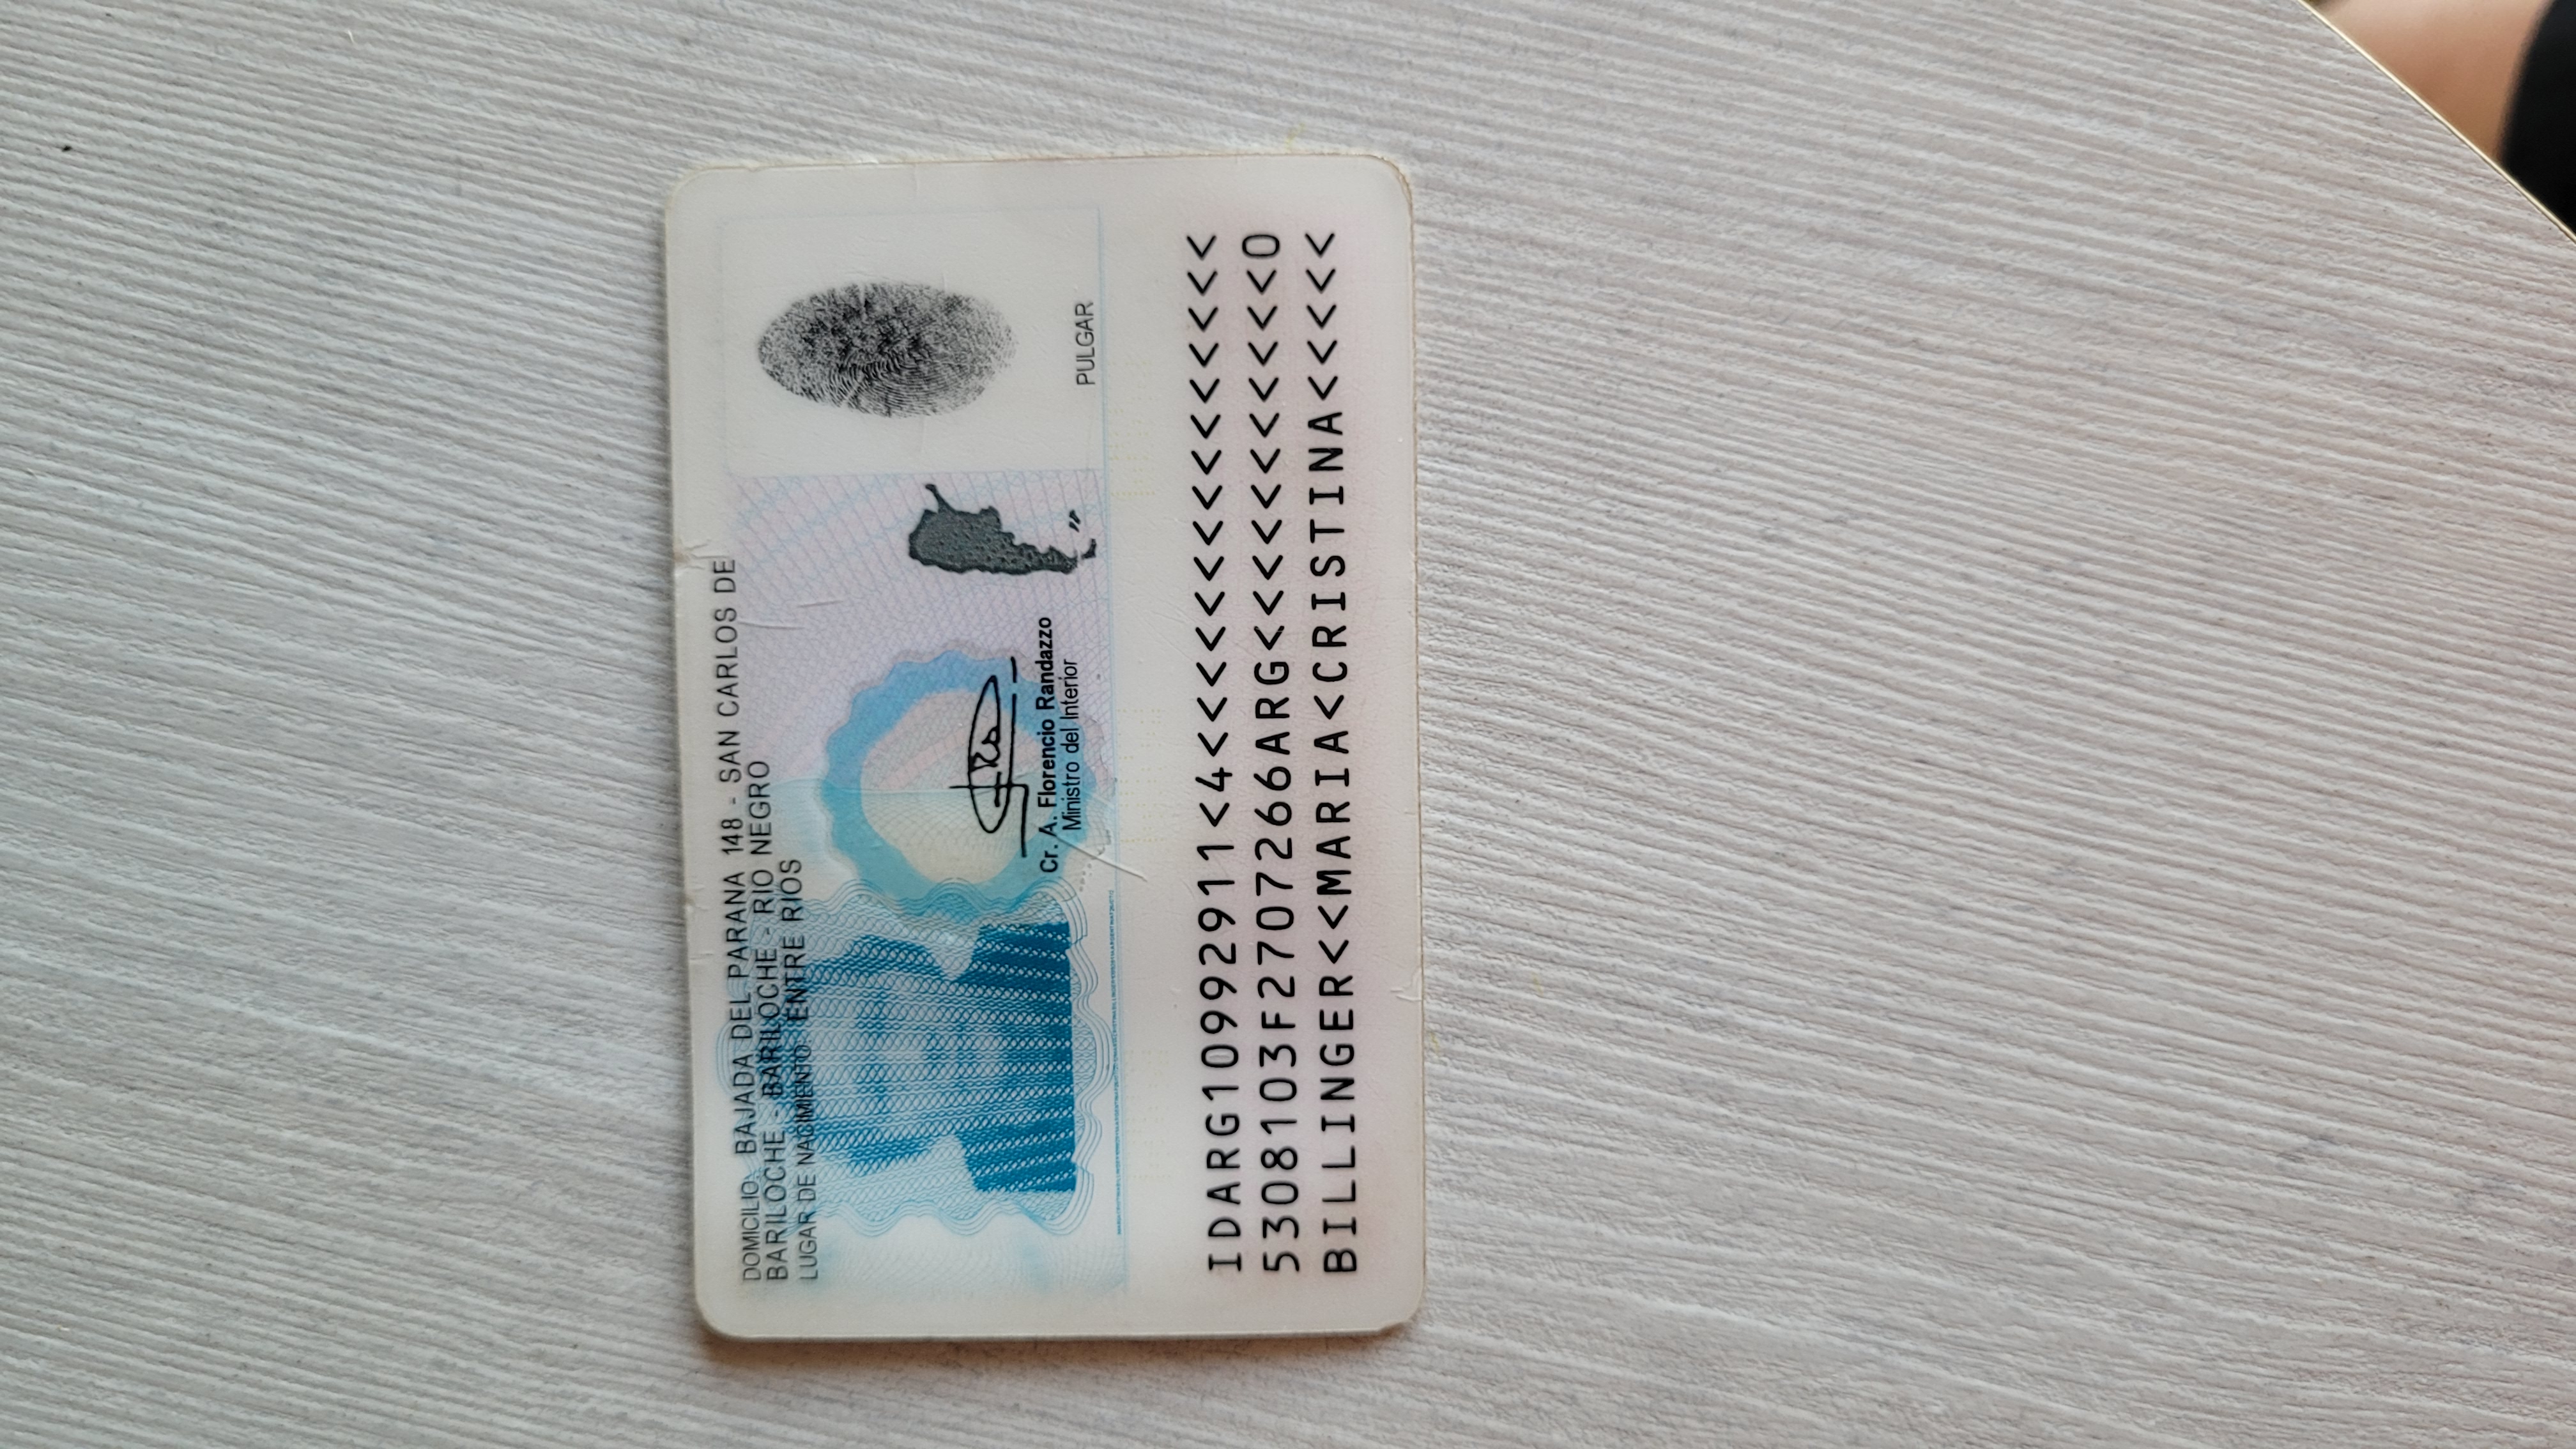 DOMICILIO: BAJADA DEL PARANA 148 - SAN CARLOS DE
BARILOCHE - BARILOCHE - RIO NEGRO
LUGAR DE NACIMIENTO: ENTRE RIOS
Cr. A. Florencio Randazzo
Ministro del Interior
PULGAR
IDARG10992911<4<<<<<<<<<<<<<<<
5308103F2707266ARG<<<<<<<<<<<0
BILLINGER<<MARIA<CRISTINA<<<<<